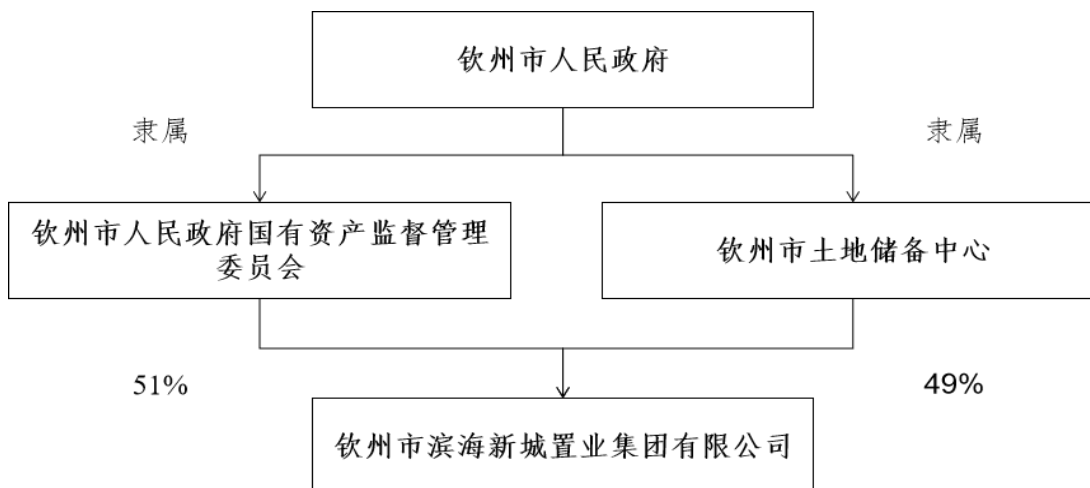 钦州市人民政府
隶属
隶属
钦州市人民政府国有资产监督管理
委员会
钦州市土地储备中心
51%
49%
钦州市滨海新城置业集团有限公司